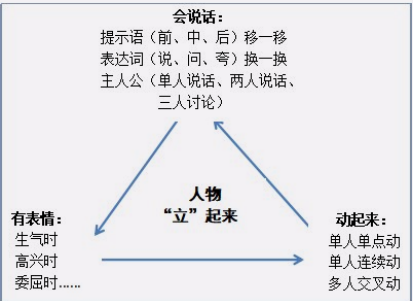 会说话：
提示语（前、中、后）移一移
表达词（说、问、夸）换一换
主人公（单人说话、两人说话、
三人讨论）
人物
“立”起来
有表情：
生气时
高兴时
委屈时……
动起来：
单人单点动
单人连续动
多人交叉动